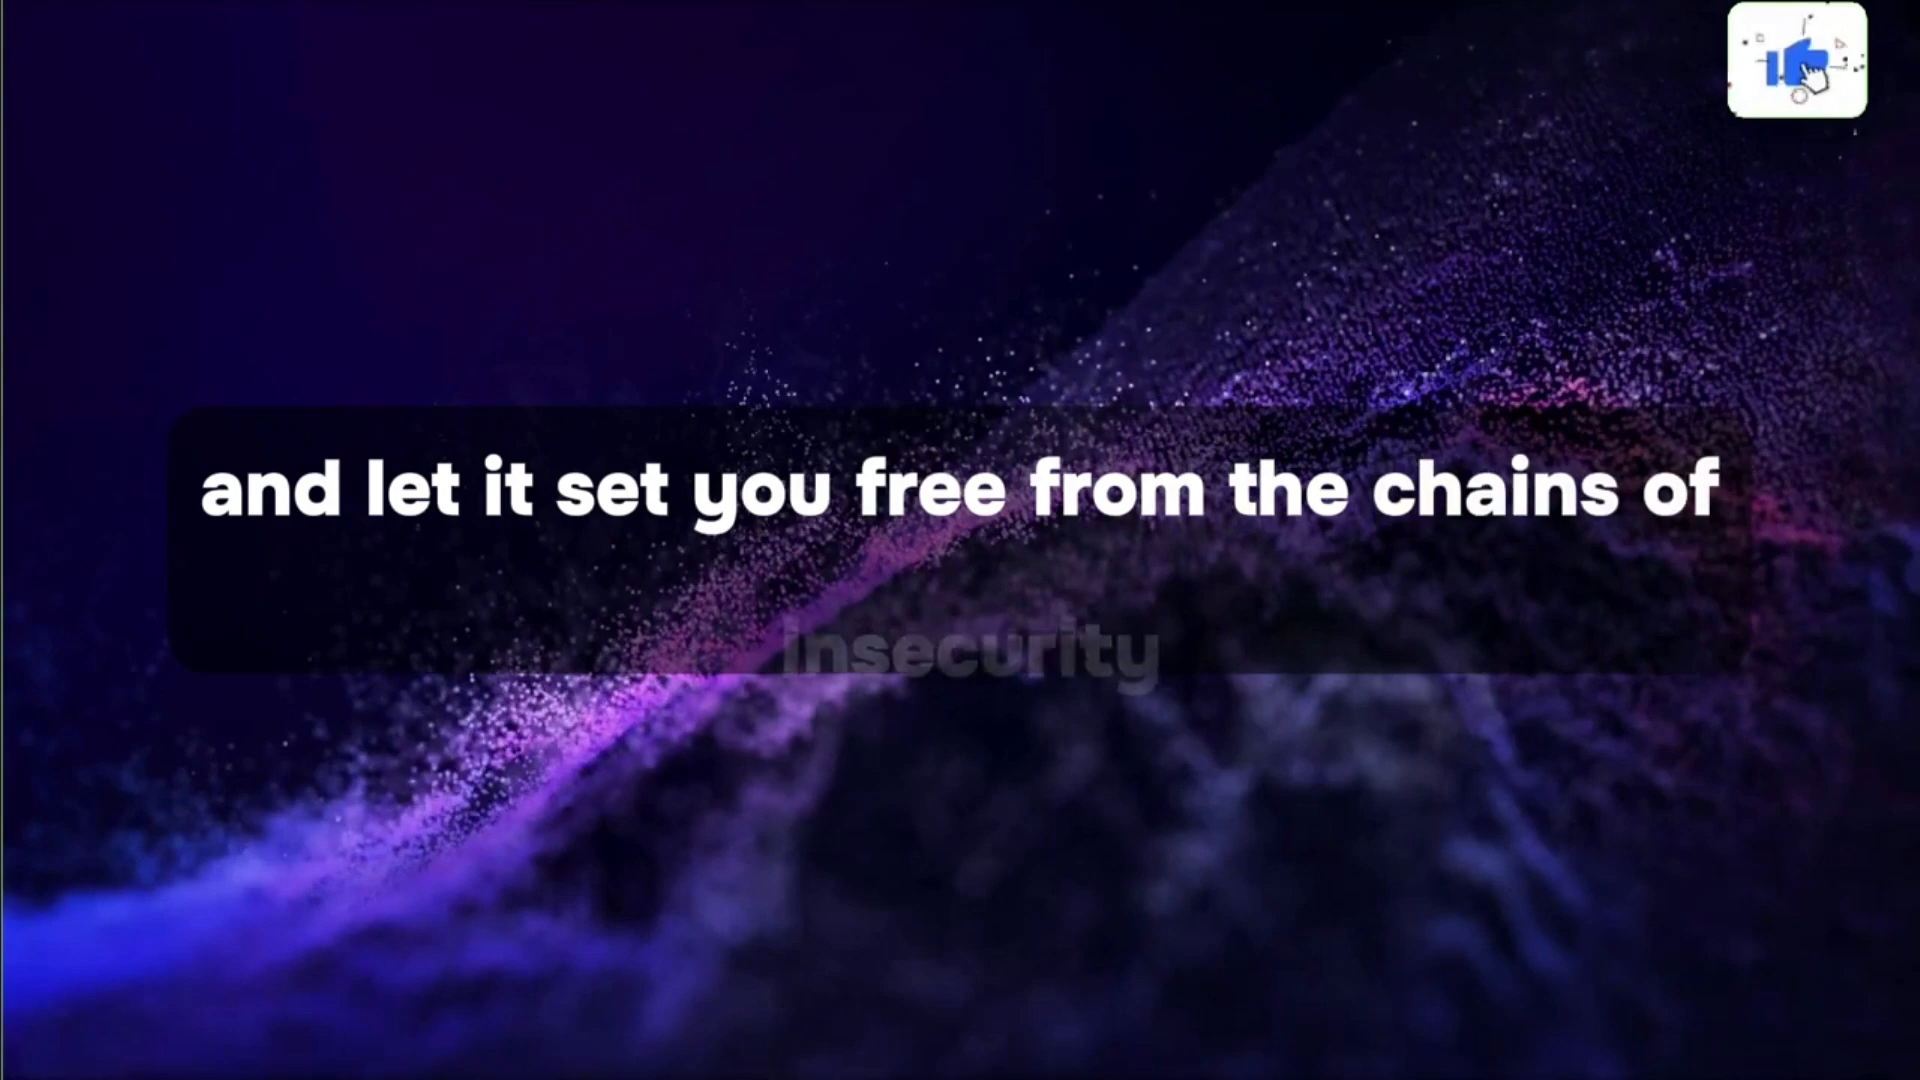 and let it set you free from the chains of
insecurity